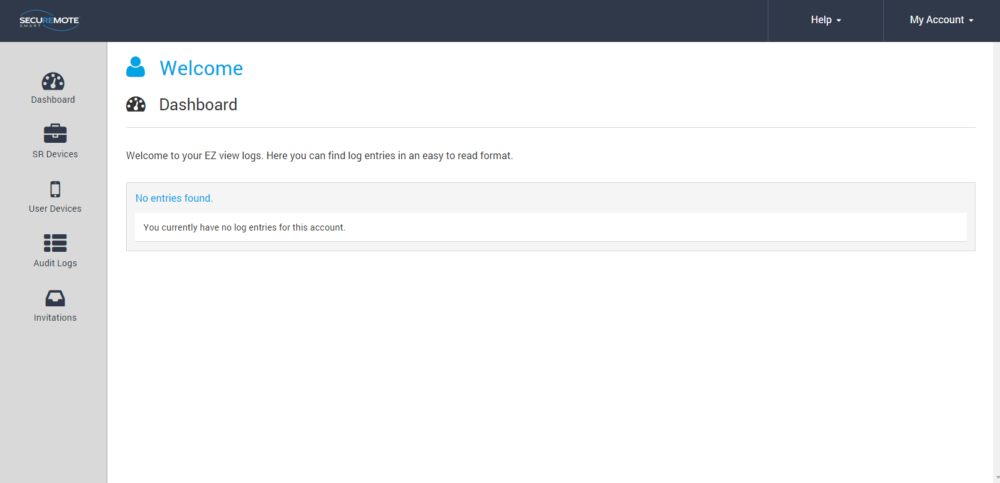 SECUREMOTE
SMART
Help
My Account
Dashboard
SR Devices
User Devices
Audit Logs
Invitations
Welcome
Dashboard
Welcome to your EZ view logs. Here you can find log entries in an easy to read format.
No entries found.
You currently have no log entries for this account.